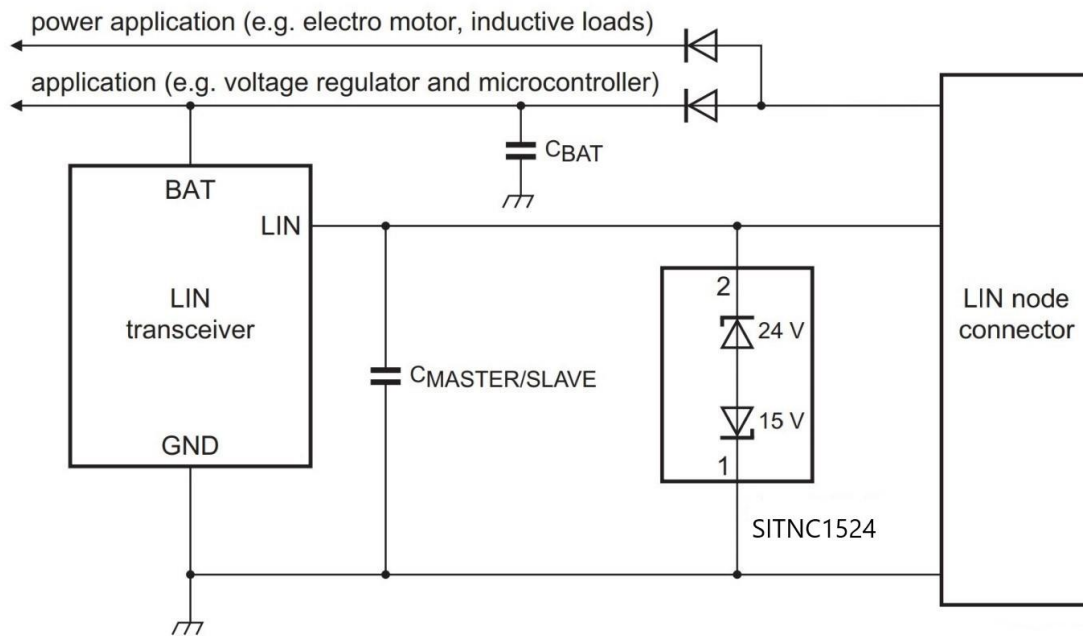 power application (e.g. electro motor, inductive loads)
application (e.g. voltage regulator and microcontroller)
CBAT
BAT
LIN
LIN
transceiver
GND
CMASTER/SLAVE
2
24 V
15 V
1
SITNC1524
LIN node
connector